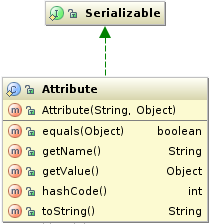 I Serializable
C Attribute
m Attribute(String, Object)
m equals(Object) boolean
m getName() String
m getValue() Object
m hashCode() int
m toString() String